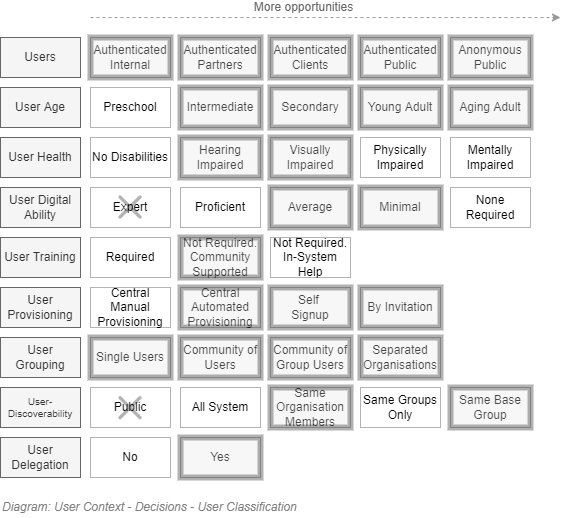 More opportunities
Users
Authenticated
Internal
Authenticated
Partners
Authenticated
Clients
Authenticated
Public
Anonymous
Public
User Age
Preschool
Intermediate
Secondary
Young Adult
Aging Adult
User Health
No Disabilities
Hearing
Impaired
Visually
Impaired
Physically
Impaired
Mentally
Impaired
User Digital
Ability
Expert
Proficient
Average
Minimal
None
Required
User Training
Required
Not Required.
Community
Supported
Not Required.
In-System
Help
User
Provisioning
Central
Manual
Provisioning
Central
Automated
Provisioning
Self
Signup
By Invitation
User
Grouping
Single Users
Community of
Users
Community of
Group Users
Separated
Organisations
User-
Discoverability
Public
All System
Same
Organisation
Members
Same Groups
Only
Same Base
Group
User
Delegation
No
Yes
Diagram: User Context - Decisions - User Classification